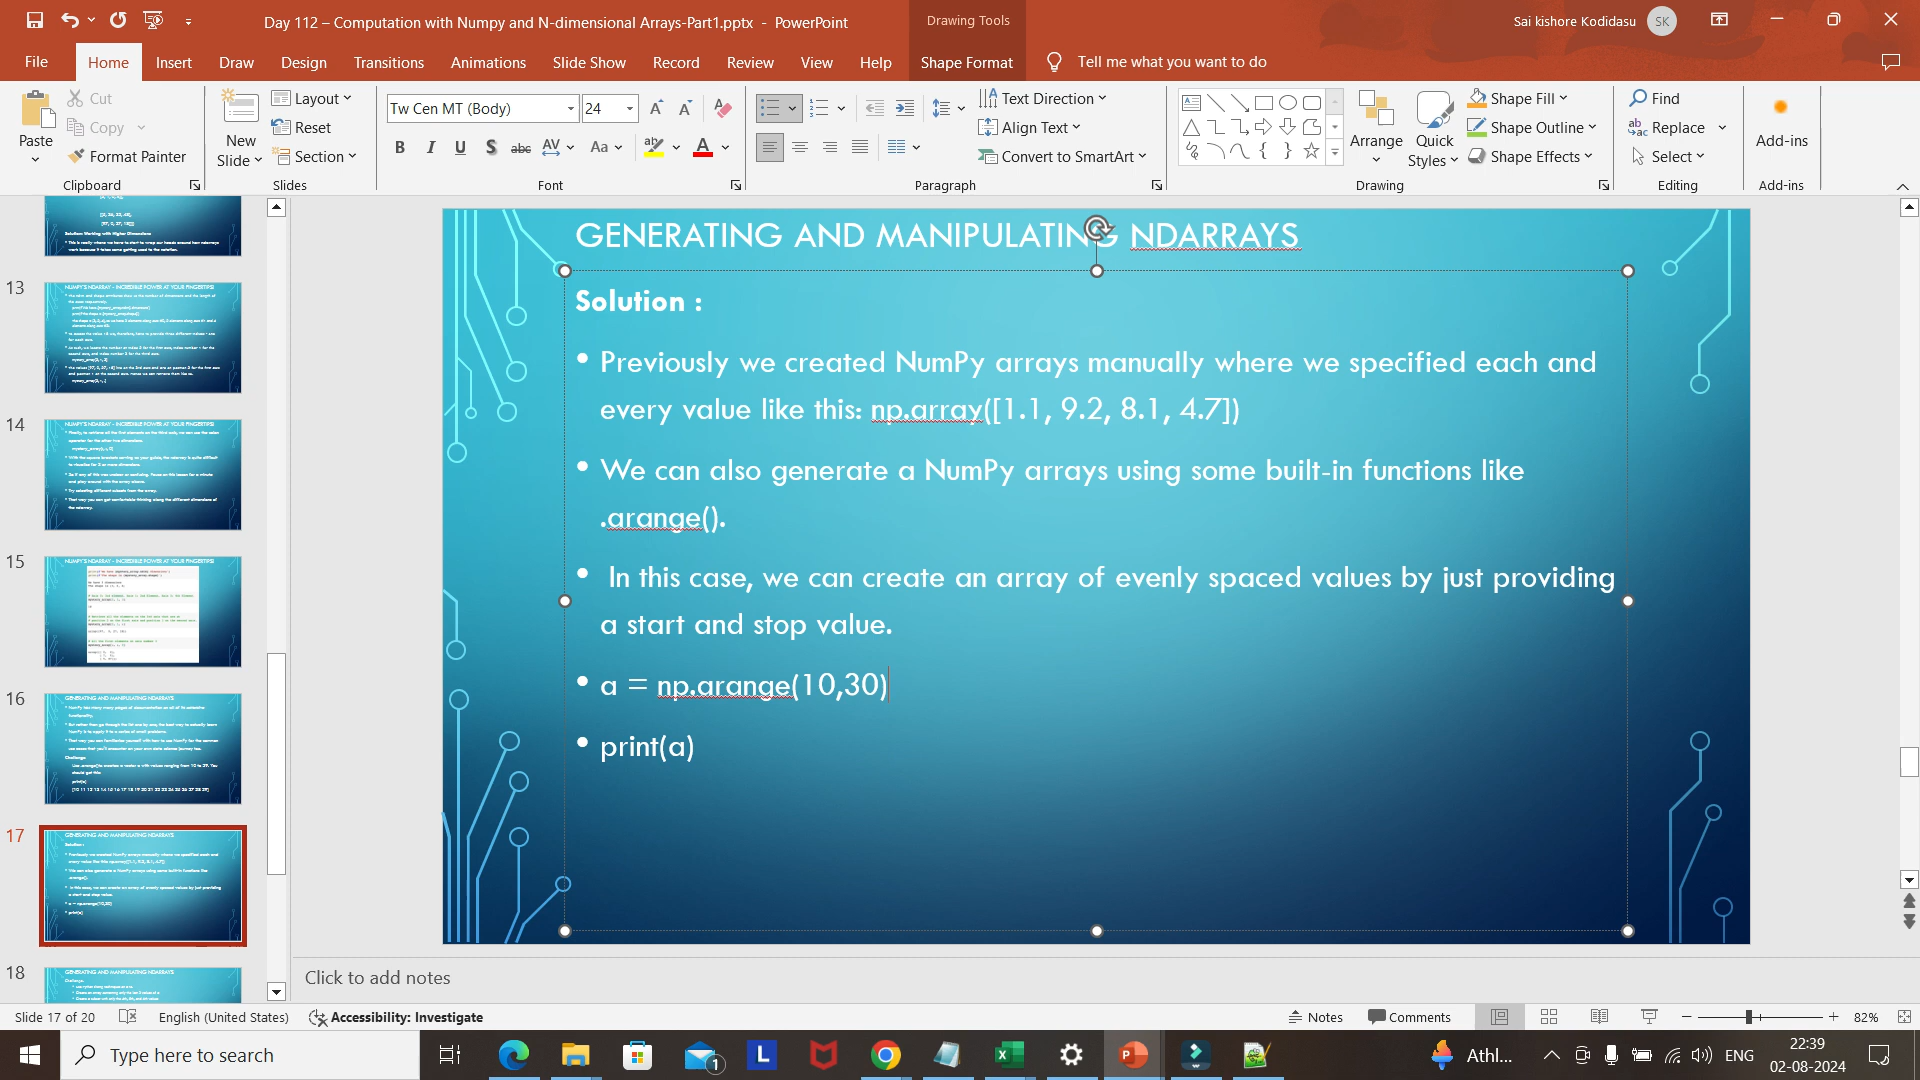 Day 112 – Computation with Numpy and N-dimensional Arrays-Part1.pptx - PowerPoint
Drawing Tools
Sai kishore Kodidasu
SK
File Home Insert Draw Design Transitions Animations Slide Show Record Review View Help Shape Format Tell me what you want to do
Paste
Cut
Copy
Format Painter
Clipboard
New Slide
Layout
Reset
Section
Slides
Tw Cen MT (Body) 24
B I U S abc AV Aa A
Font
Text Direction
Align Text
Convert to SmartArt
Paragraph
Arrange
Quick Styles
Shape Fill
Shape Outline
Shape Effects
Drawing
Find
Replace
Select
Editing
Add-ins
Add-ins
13
14
15
16
17
18
GENERATING AND MANIPULATING NDARRAYS
Solution :
• Previously we created NumPy arrays manually where we specified each and
every value like this: np.array([1.1, 9.2, 8.1, 4.7])
• We can also generate a NumPy arrays using some built-in functions like
.arange().
• In this case, we can create an array of evenly spaced values by just providing
a start and stop value.
• a = np.arange(10,30)
• print(a)
Click to add notes
Slide 17 of 20 English (United States) Accessibility: Investigate Notes Comments 82%
Type here to search
1
L
Athl... ENG
22:39
02-08-2024